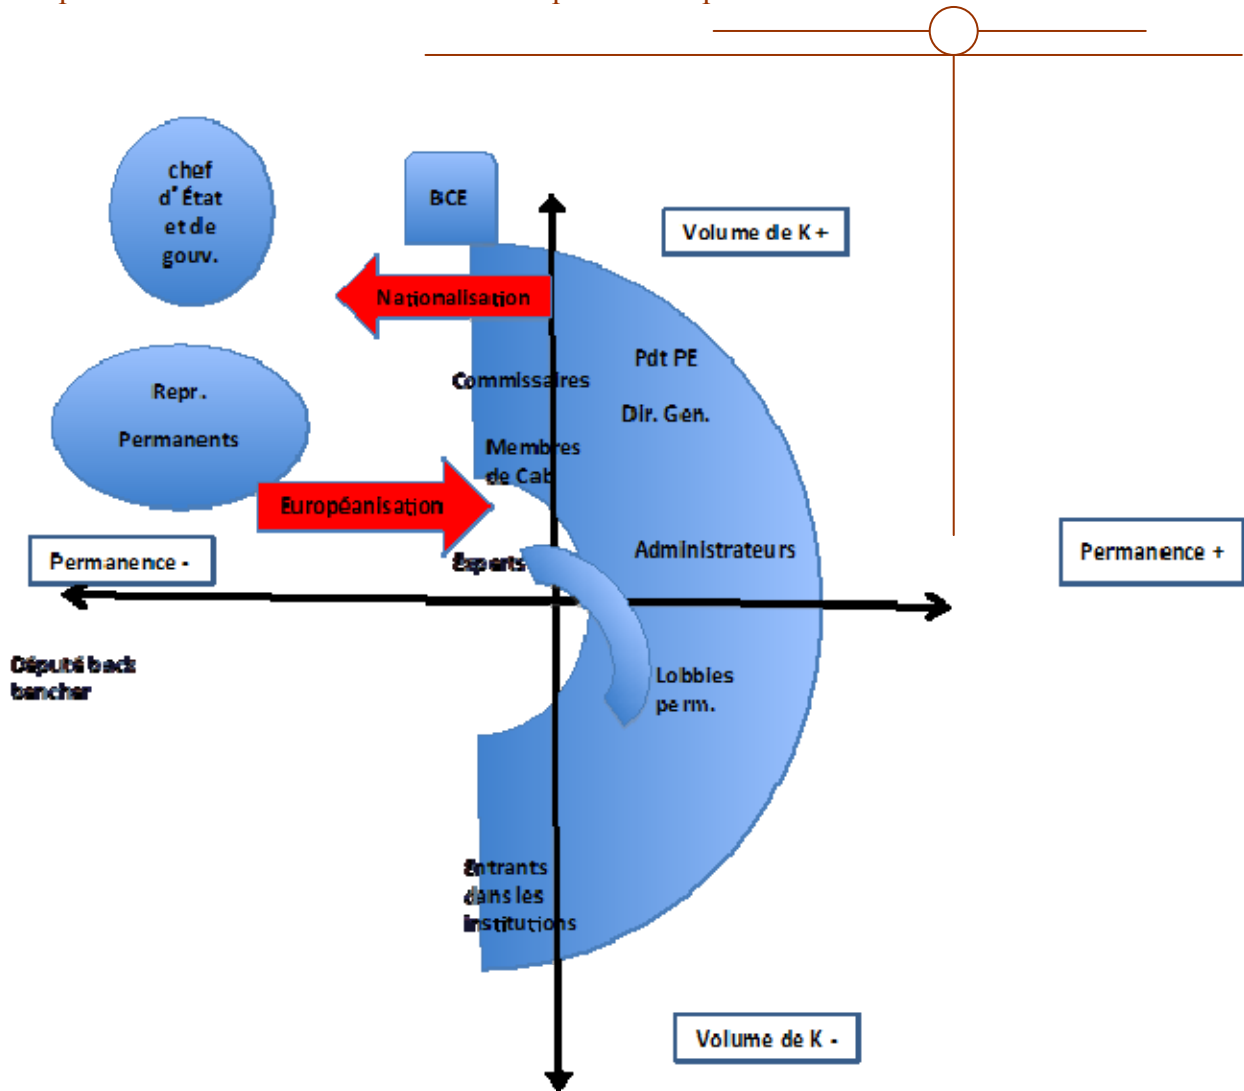 chef
d'État
et de
gouv.
BCE
Volume de K +
Nationalisation
Pdt PE
Commissaires
Dir. Gen.
Repr.
Permanents
Membres
de Cab
Européanisation
Experts
Administrateurs
Permanence -
Permanence +
Député back
bencher
Lobbies
perm.
Entrants
dans les
institutions
Volume de K -